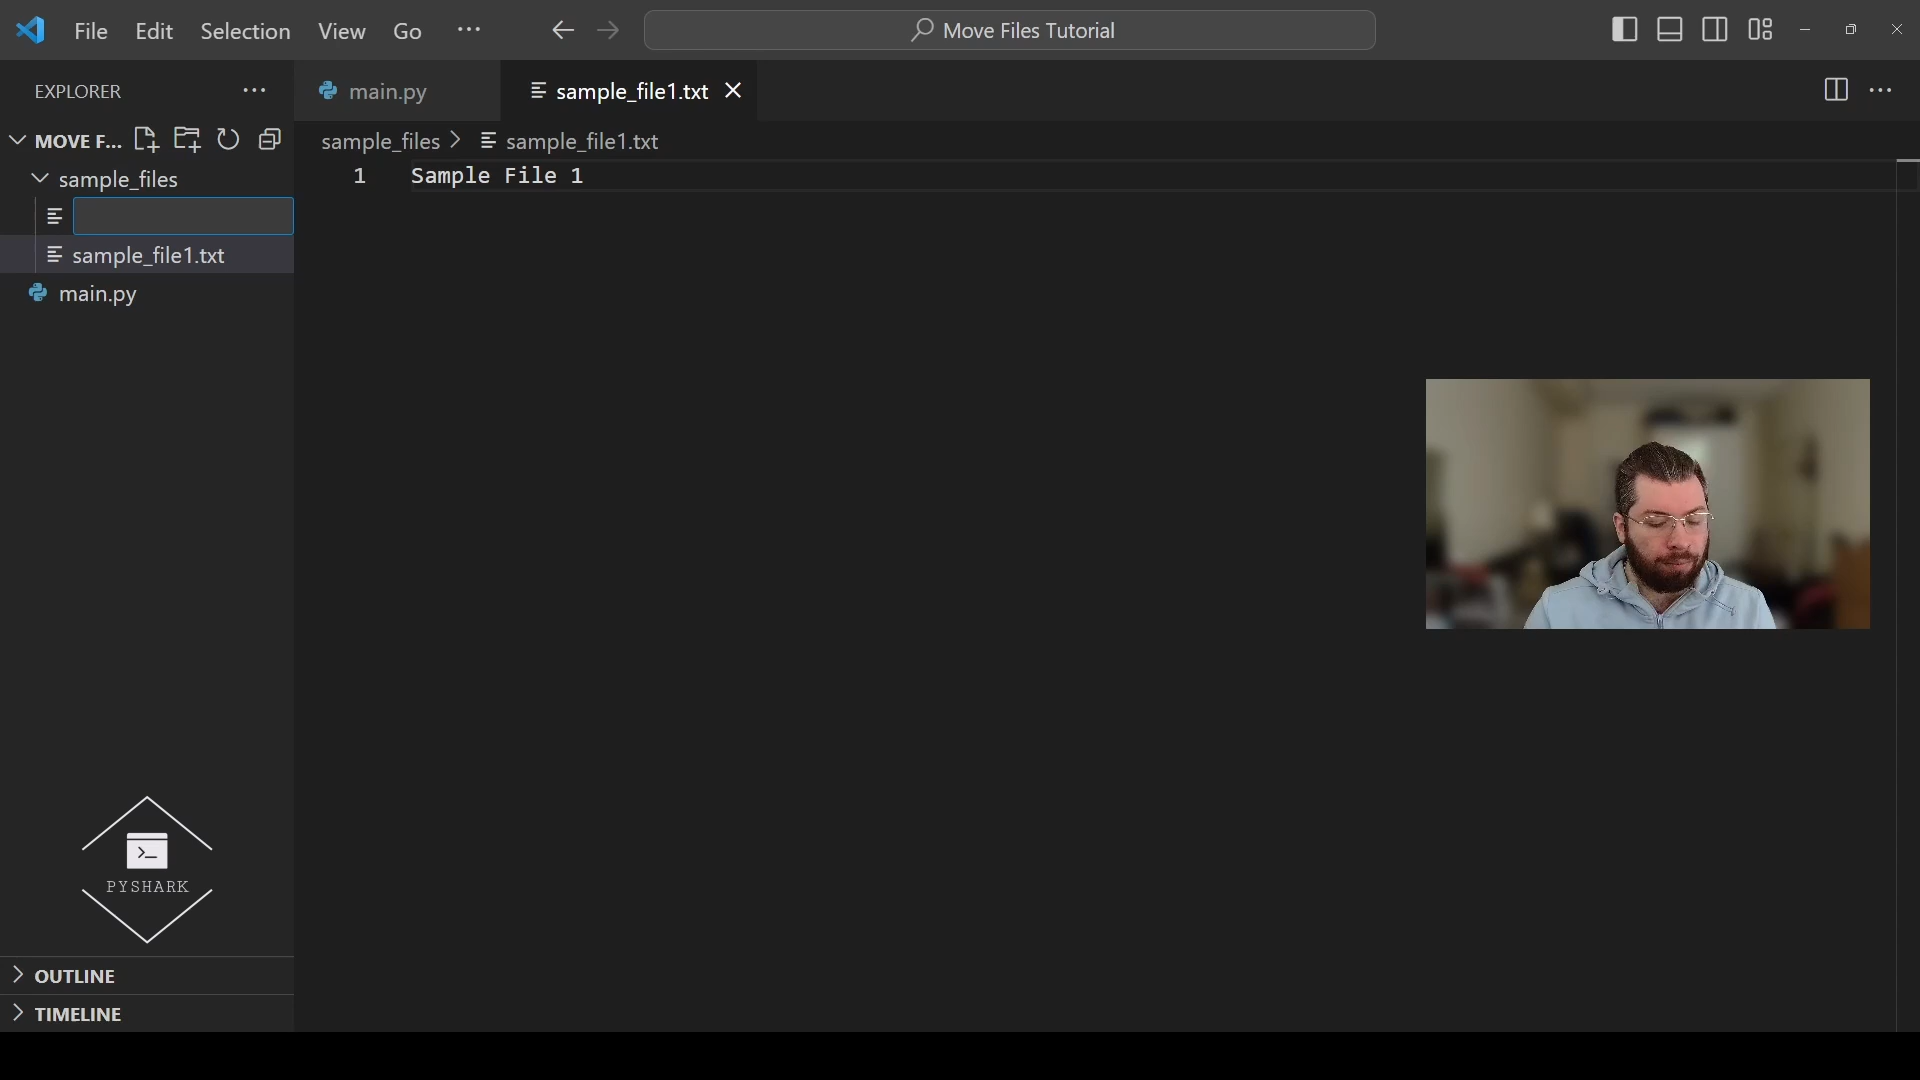 File Edit Selection View Go ···
Move Files Tutorial
EXPLORER ···
main.py
sample_file1.txt
MOVE F...
sample_files > sample_file1.txt
1 Sample File 1
sample_files
sample_file1.txt
main.py
>_
PYSHARK
OUTLINE
TIMELINE